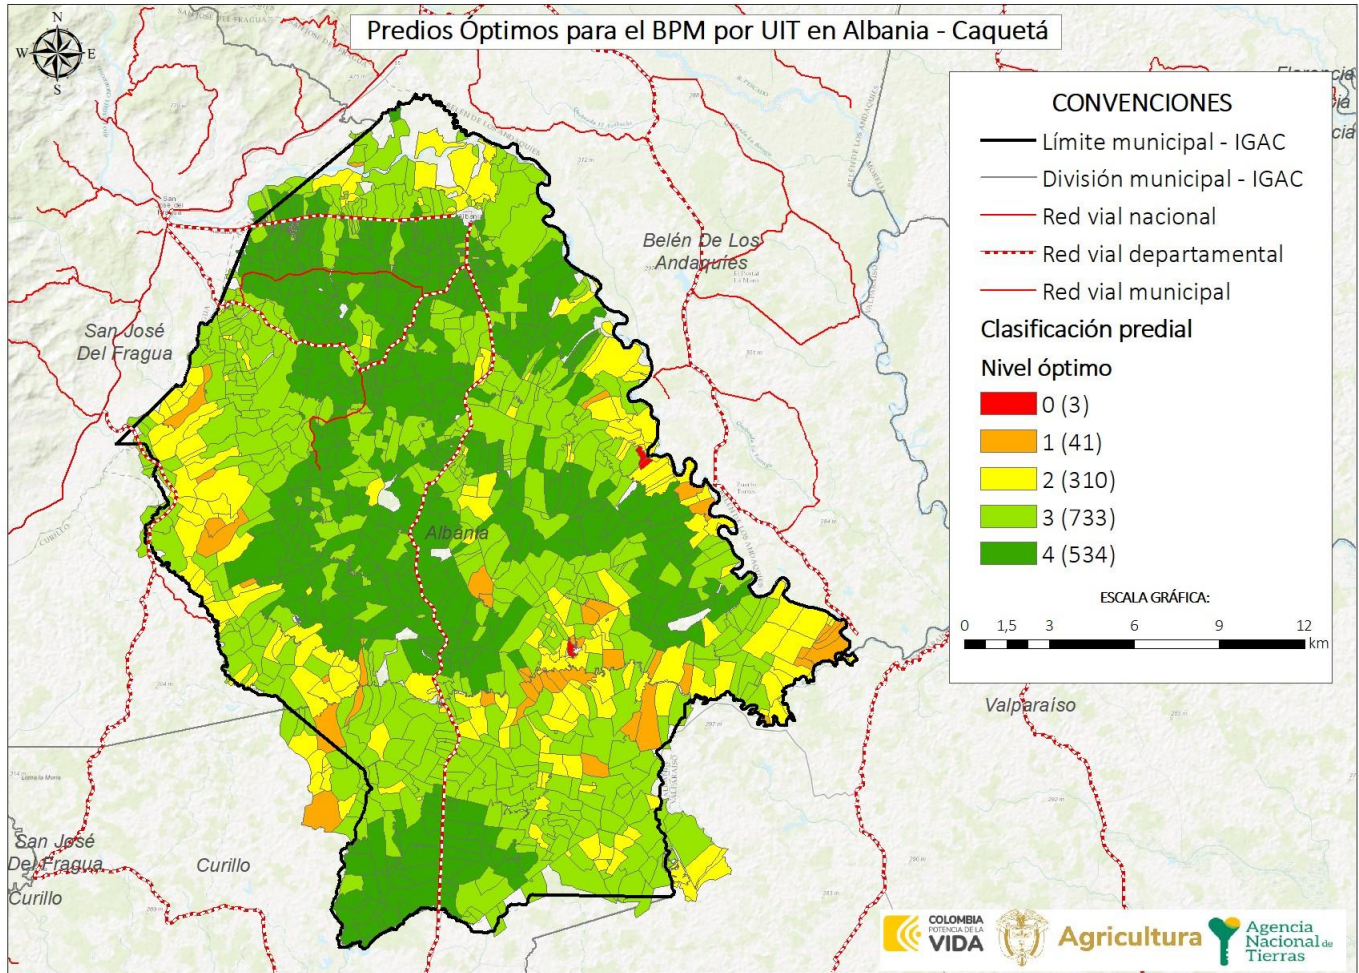 Predios Óptimos para el BPM por UIT en Albania - Caquetá
N
W
E
S
CONVENCIONES
Límite municipal - IGAC
División municipal - IGAC
Red vial nacional
Red vial departamental
Red vial municipal
Clasificación predial
Nivel óptimo
0 (3)
1 (41)
2 (310)
3 (733)
4 (534)
ESCALA GRÁFICA:
0 1,5 3 6 9 12
km
Belén De Los
Andaquíes
San José
Del Fragua
Albania
Albania
Valparaíso
San José
Del Fragua
Curillo
Curillo
CURILLO
COLOMBIA
POTENCIA DE LA
VIDA
Agricultura
Agencia
Nacional de
Tierras